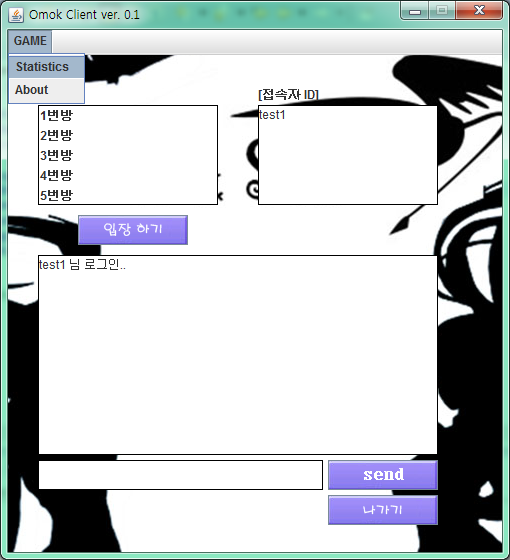 Omok Client ver. 0.1
GAME
Statistics
About
[접속자 ID]
1번방
2번방
3번방
4번방
5번방
test1
입장 하기
test1 님 로그인..
send
나가기